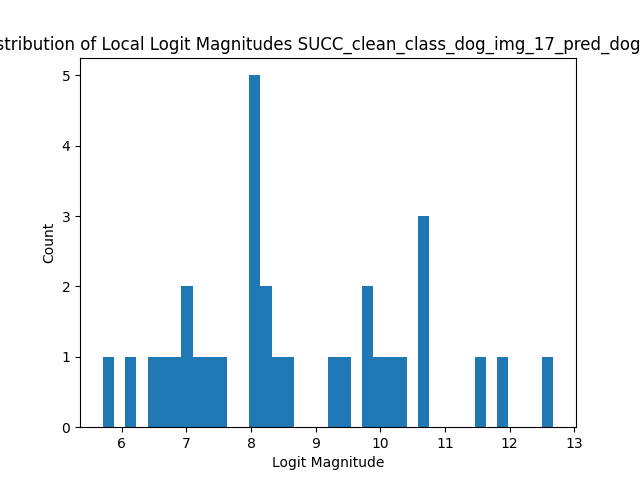 stribution of Local Logit Magnitudes SUCC_clean_class_dog_img_17_pred_dog
5
4
3
2
1
0
Count
6 7 8 9 10 11 12 13
Logit Magnitude